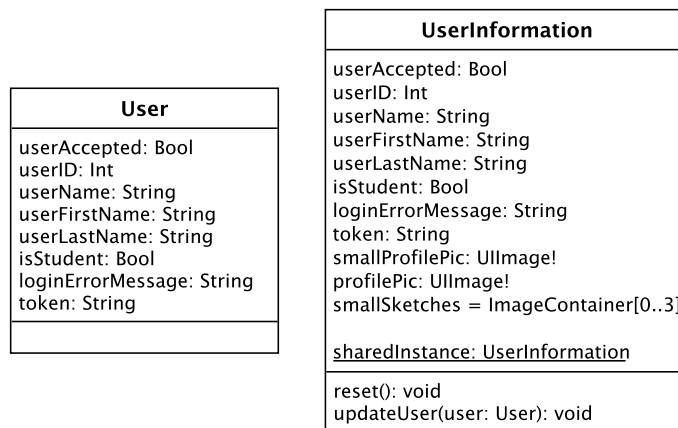 User
userAccepted: Bool
userID: Int
userName: String
userFirstName: String
userLastName: String
isStudent: Bool
loginErrorMessage: String
token: String
UserInformation
userAccepted: Bool
userID: Int
userName: String
userFirstName: String
userLastName: String
isStudent: Bool
loginErrorMessage: String
token: String
smallProfilePic: UIImage!
profilePic: UIImage!
smallSketches = ImageContainer[0..3]
sharedInstance: UserInformation
reset(): void
updateUser(user: User): void